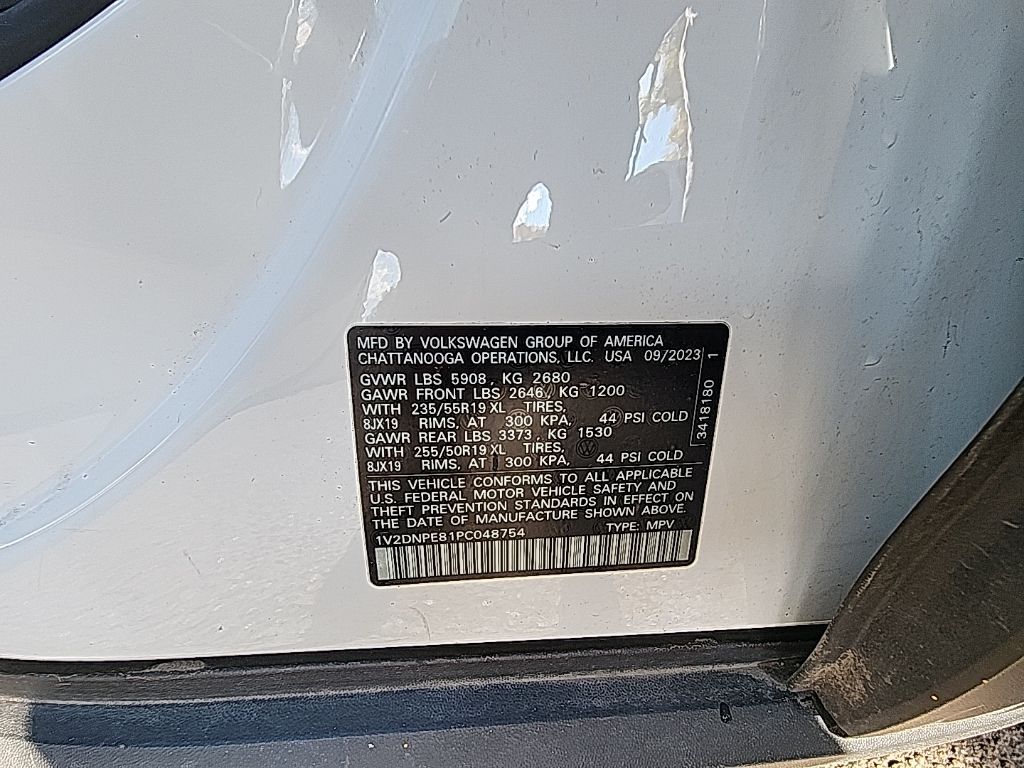 MFD BY VOLKSWAGEN GROUP OF AMERICA
CHATTANOOGA OPERATIONS, LLC. USA 09/2023
GVWR LBS 5908, KG 2680
GAWR FRONT LBS 2646, KG 1200
WITH 235/55R19 XL TIRES,
8JX19 RIMS, AT 300 KPA, 44 PSI COLD
GAWR REAR LBS 3373, KG 1530
WITH 255/50R19 XL TIRES,
8JX19 RIMS, AT 300 KPA, 44 PSI COLD
3418180 1
THIS VEHICLE CONFORMS TO ALL APPLICABLE
U.S. FEDERAL MOTOR VEHICLE SAFETY AND
THEFT PREVENTION STANDARDS IN EFFECT ON
THE DATE OF MANUFACTURE SHOWN ABOVE.
1V2DNPE81PC048754 TYPE: MPV